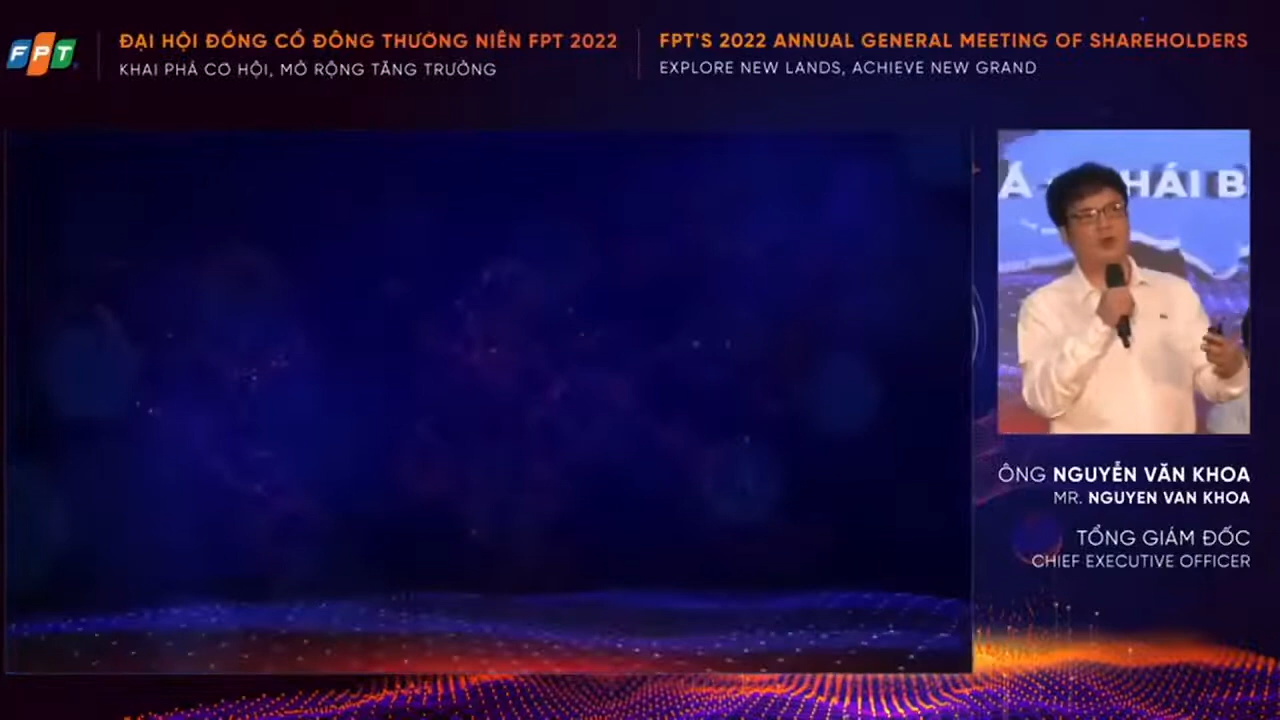 FPT
ĐẠI HỘI ĐỒNG CỔ ĐÔNG THƯỜNG NIÊN FPT 2022
KHAI PHÁ CƠ HỘI, MỞ RỘNG TĂNG TRƯỞNG
FPT'S 2022 ANNUAL GENERAL MEETING OF SHAREHOLDERS
EXPLORE NEW LANDS, ACHIEVE NEW GRAND
ÔNG NGUYỄN VĂN KHOA
MR. NGUYEN VAN KHOA
TỔNG GIÁM ĐỐC
CHIEF EXECUTIVE OFFICER